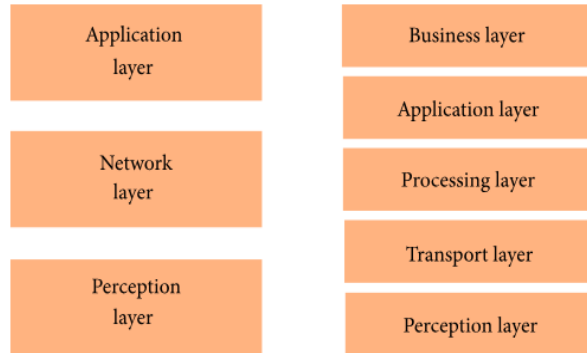 Application
layer
Network
layer
Perception
layer
Business layer
Application layer
Processing layer
Transport layer
Perception layer